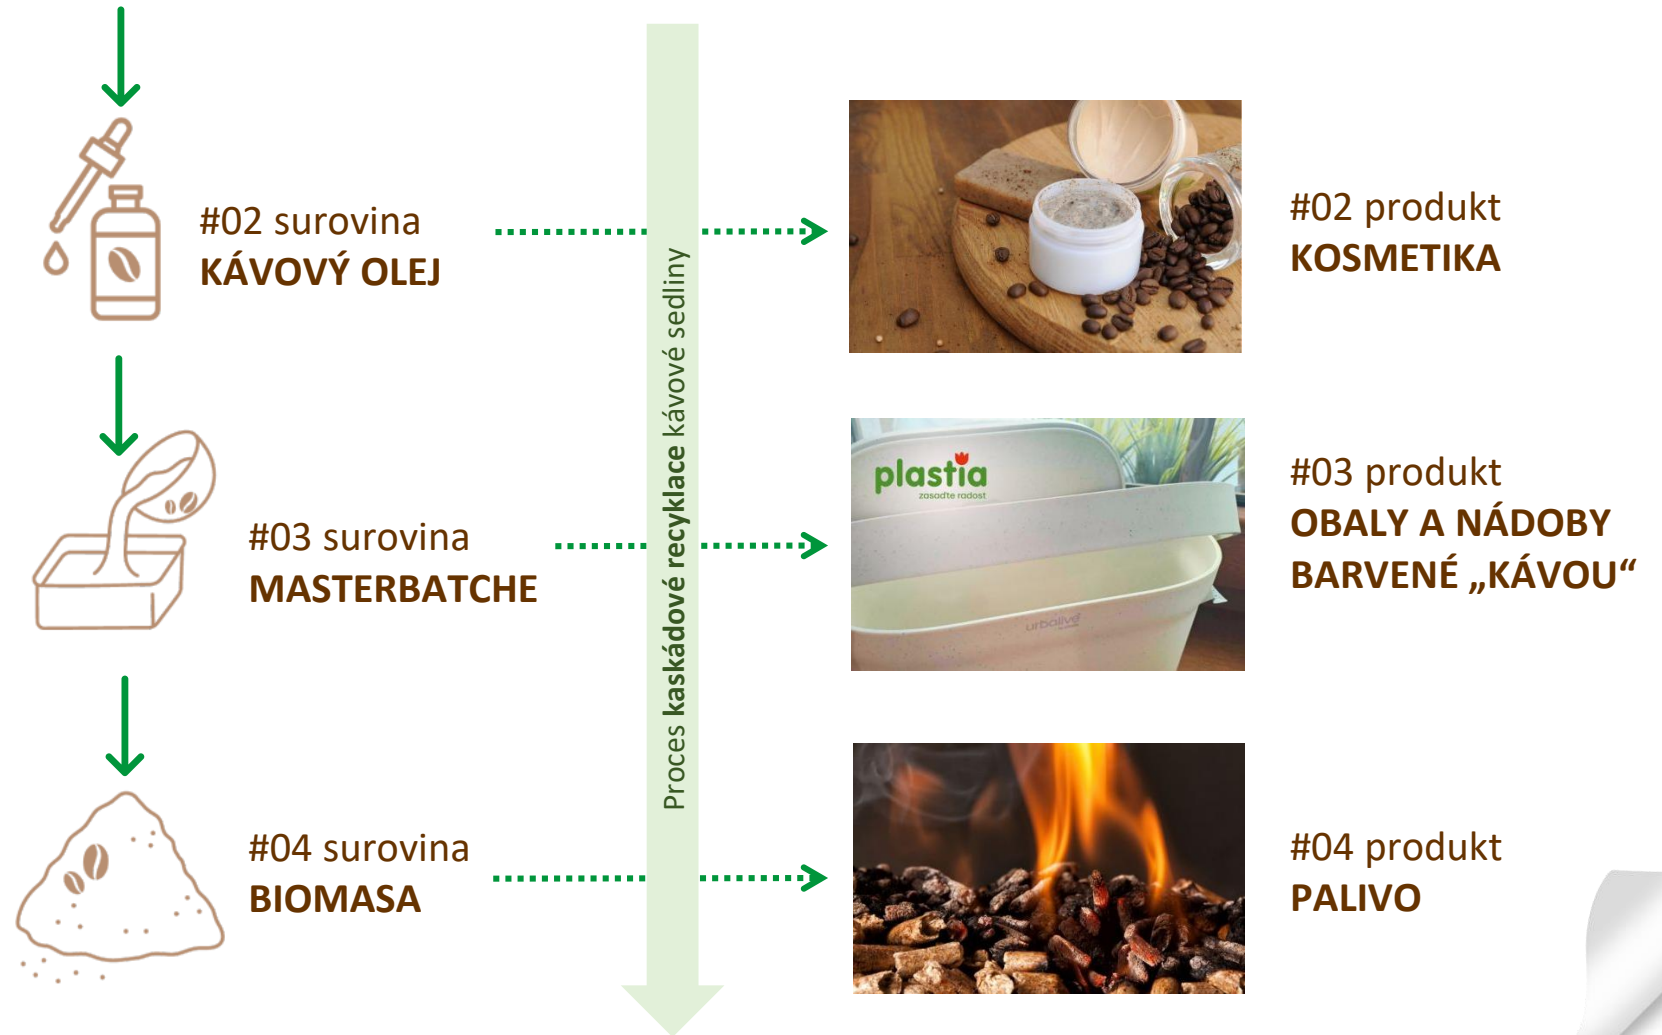 #02 surovina
KÁVOVÝ OLEJ
#02 produkt
KOSMETIKA
Proces kaskádové recyklace kávové sedliny
plastia
zasaďte radost
urbalive
#03 surovina
MASTERBATCHE
#03 produkt
OBALY A NÁDOBY
BARVENÉ „KÁVOU“
#04 surovina
BIOMASA
#04 produkt
PALIVO